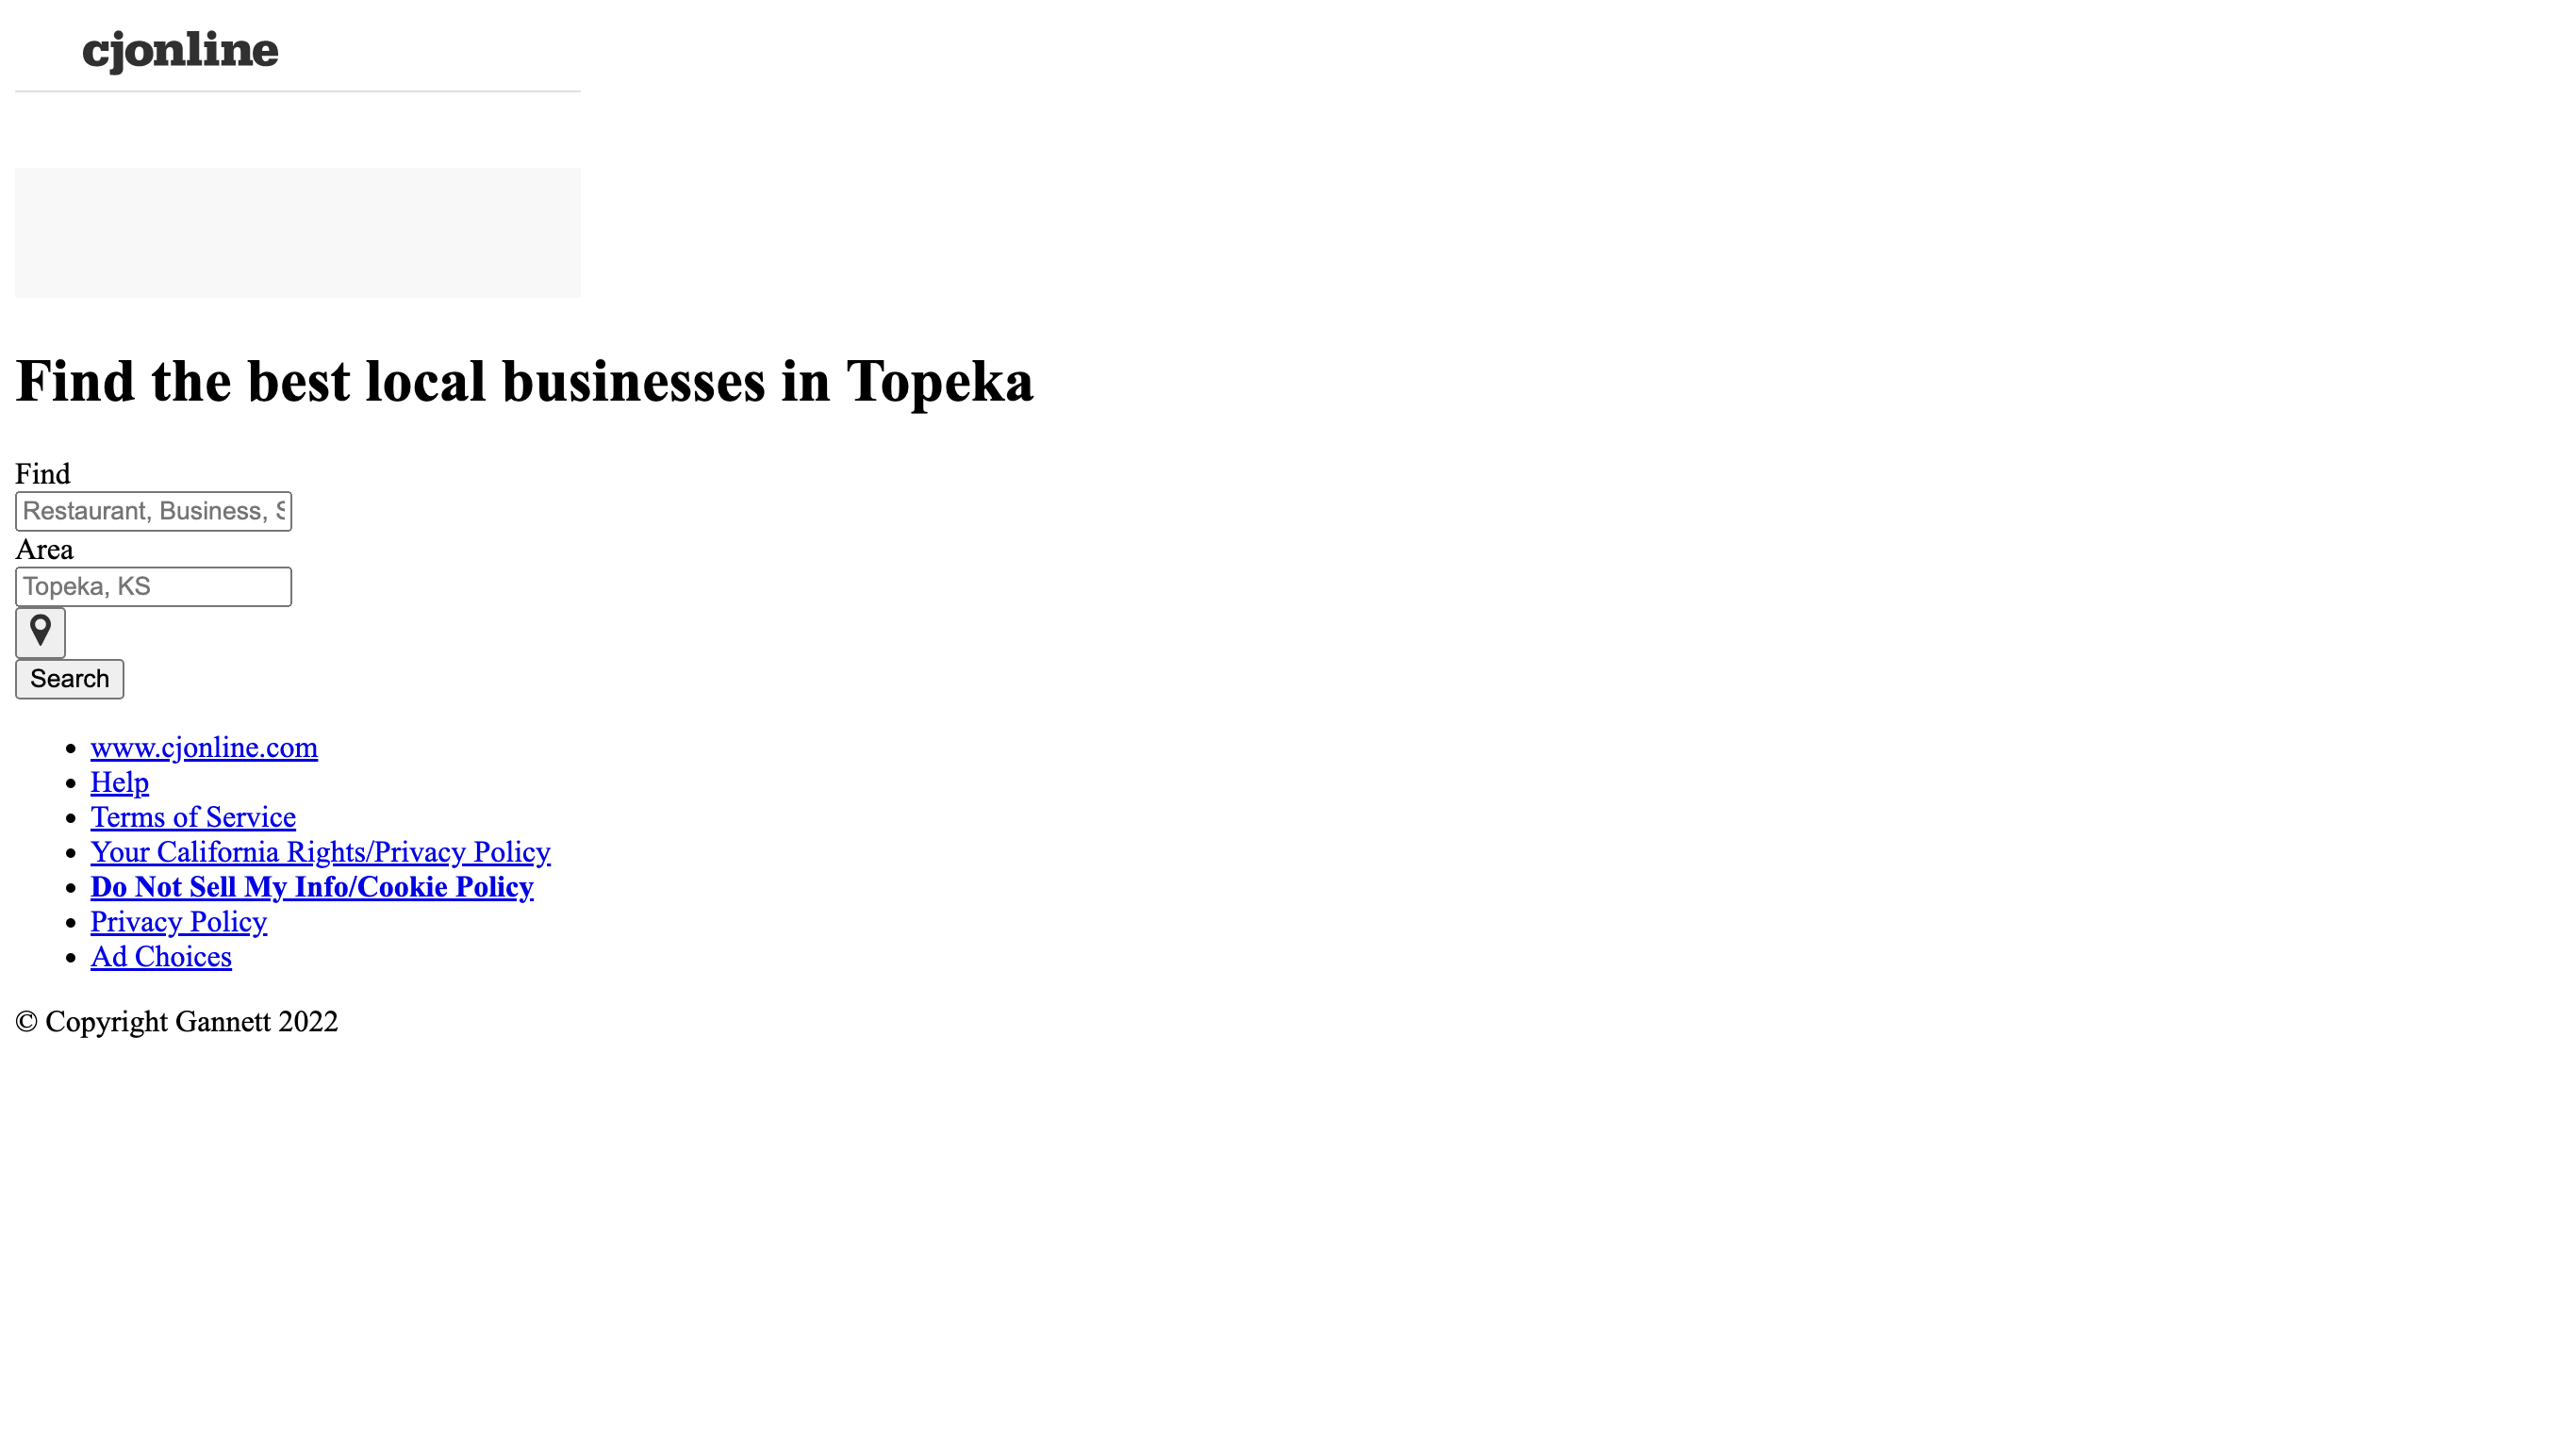 cjonline
Find the best local businesses in Topeka
Find
Restaurant, Business, S
Area
Topeka, KS
Search
www.cjonline.com
Help
Terms of Service
Your California Rights/Privacy Policy
Do Not Sell My Info/Cookie Policy
Privacy Policy
Ad Choices
© Copyright Gannett 2022